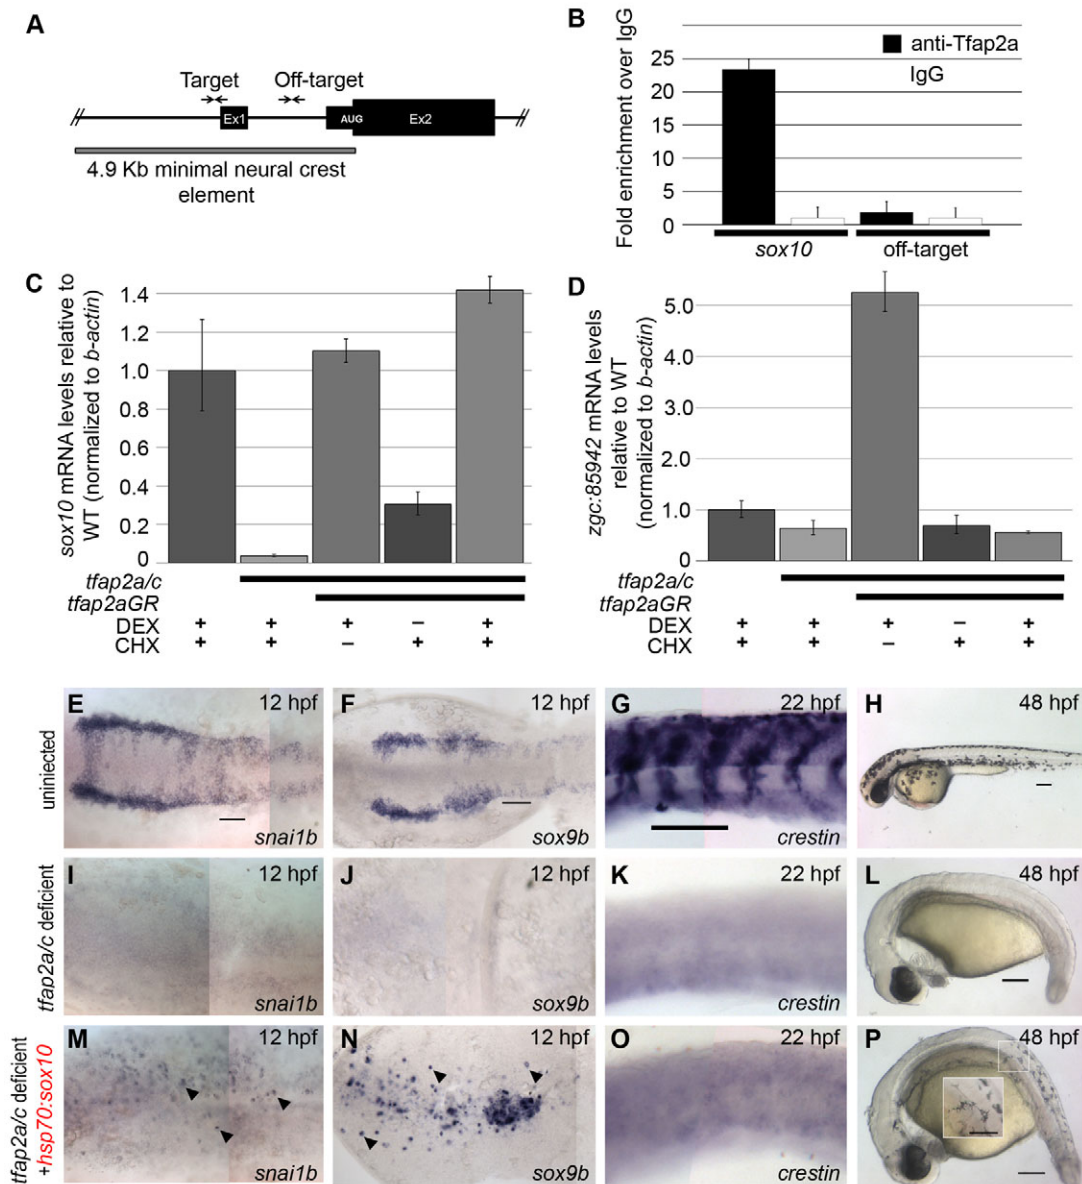 A
Target
Off-target
Ex1
AUG
Ex2
4.9 Kb minimal neural crest
element
B
Fold enrichment over IgG
25
20
15
10
5
0
anti-Tfap2a
IgG
sox10
off-target
C
sox10 mRNA levels relative to
WT (normalized to b-actin)
1.4
1.2
1.0
0.8
0.6
0.4
0.2
0
tfap2a/c
tfap2aGR
DEX + + + − +
CHX + + − + +
D
zgc:85942 mRNA levels
relative to WT
(normalized to b-actin)
5.0
4.0
3.0
5.0
1.0
0
tfap2a/c
tfap2aGR
DEX + + + − +
CHX + + − + +
uninjected
E
12 hpf
snai1b
F
12 hpf
sox9b
G
22 hpf
crestin
H
48 hpf
tfap2a/c deficient
I
12 hpf
snai1b
J
12 hpf
sox9b
K
22 hpf
crestin
L
48 hpf
tfap2a/c deficient
+hsp70:sox10
M
12 hpf
snai1b
N
12 hpf
sox9b
O
22 hpf
crestin
P
48 hpf